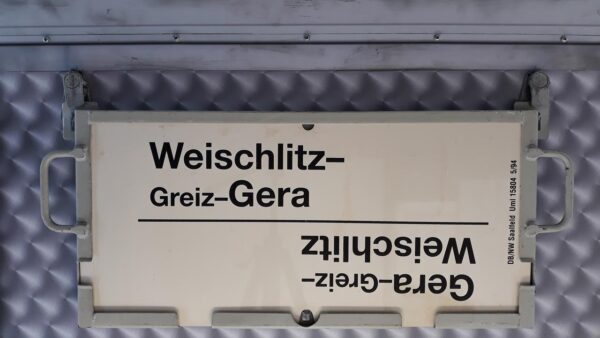 Weischlitz–
Greiz–Gera
Gera–Greiz–
Weischlitz
DB/NW Saalfeld Uml 15804 5/94